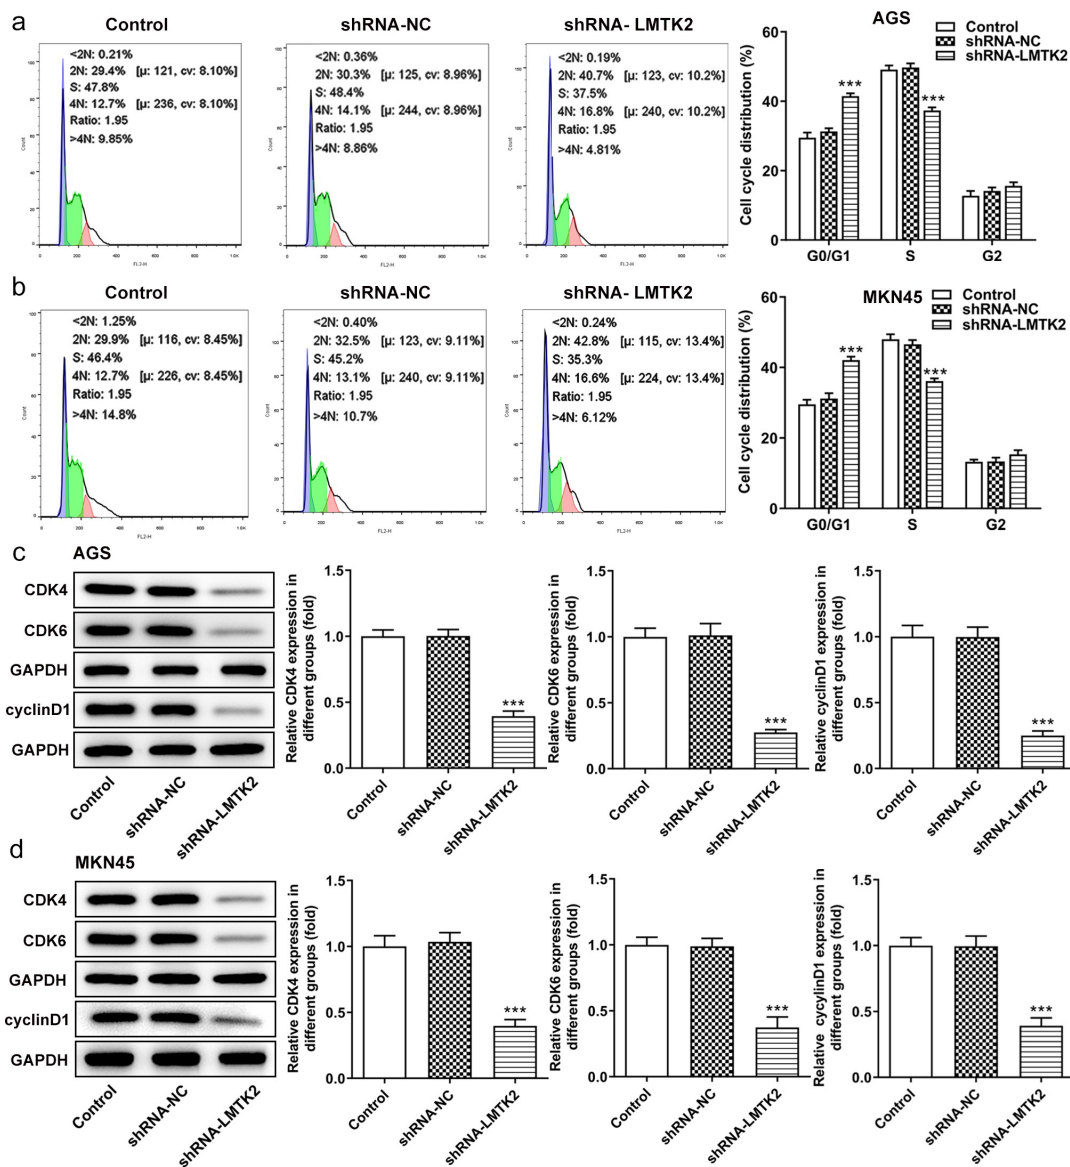 a
Control
<2N: 0.21%
2N: 29.4% [µ: 121, cv: 8.10%]
S: 47.8%
4N: 12.7% [µ: 236, cv: 8.10%]
Ratio: 1.95
>4N: 9.85%
Count
FL2-H
shRNA-NC
<2N: 0.36%
2N: 30.3% [µ: 125, cv: 8.96%]
S: 48.4%
4N: 14.1% [µ: 244, cv: 8.96%]
Ratio: 1.95
>4N: 8.86%
Count
FL2-H
shRNA- LMTK2
<2N: 0.19%
2N: 40.7% [µ: 123, cv: 10.2%]
S: 37.5%
4N: 16.8% [µ: 240, cv: 10.2%]
Ratio: 1.95
>4N: 4.81%
Count
FL2-H
AGS
Control
shRNA-NC
shRNA-LMTK2
Cell cycle distribution (%)
60
40
20
0
***
***
G0/G1 S G2
b
Control
<2N: 1.25%
2N: 29.9% [µ: 116, cv: 8.45%]
S: 46.4%
4N: 12.7% [µ: 226, cv: 8.45%]
Ratio: 1.95
>4N: 14.8%
Count
FL2-H
shRNA-NC
<2N: 0.40%
2N: 32.5% [µ: 123, cv: 9.11%]
S: 45.2%
4N: 13.1% [µ: 240, cv: 9.11%]
Ratio: 1.95
>4N: 10.7%
Count
FL2-H
shRNA- LMTK2
<2N: 0.24%
2N: 42.8% [µ: 115, cv: 13.4%]
S: 35.3%
4N: 16.6% [µ: 224, cv: 13.4%]
Ratio: 1.95
>4N: 6.12%
Count
FL2-H
MKN45
Control
shRNA-NC
shRNA-LMTK2
Cell cycle distribution (%)
60
40
20
0
***
***
G0/G1 S G2
c
AGS
CDK4
CDK6
GAPDH
cyclinD1
GAPDH
Control
shRNA-NC
shRNA-LMTK2
Relative CDK4 expression in
different groups (fold)
1.5
1.0
0.5
0.0
***
Control
shRNA-NC
shRNA-LMTK2
Relative CDK6 expression in
different groups (fold)
1.5
1.0
0.5
0.0
***
Control
shRNA-NC
shRNA-LMTK2
Relative cyclinD1 expression in
different groups (fold)
1.5
1.0
0.5
0.0
***
Control
shRNA-NC
shRNA-LMTK2
d
MKN45
CDK4
CDK6
GAPDH
cyclinD1
GAPDH
Control
shRNA-NC
shRNA-LMTK2
Relative CDK4 expression in
different groups (fold)
1.5
1.0
0.5
0.0
***
Control
shRNA-NC
shRNA-LMTK2
Relative CDK6 expression in
different groups (fold)
1.5
1.0
0.5
0.0
***
Control
shRNA-NC
shRNA-LMTK2
Relative cycylinD1 expression in
different groups (fold)
1.5
1.0
0.5
0.0
***
Control
shRNA-NC
shRNA-LMTK2